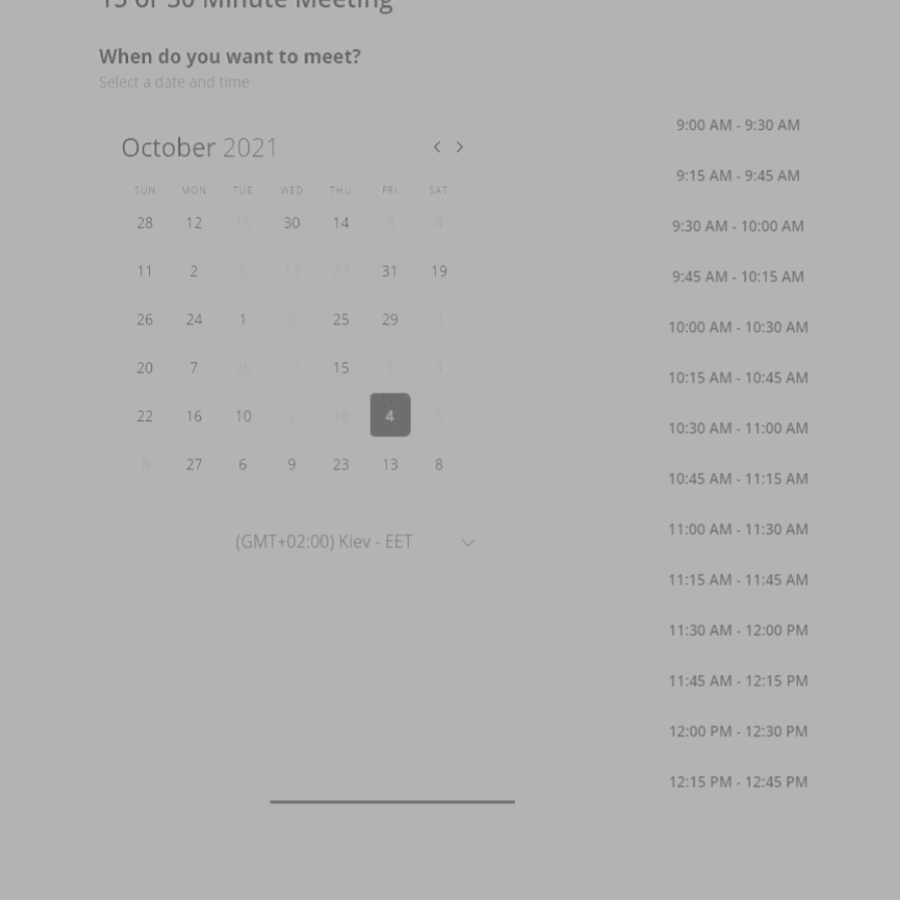 15 or 30 Minute Meeting
When do you want to meet?
Select a date and time
October 2021
SUN MON TUE WED THU FRI SAT
28 12 15 30 14 8 4
11 2 5 13 27 31 19
26 24 1 25 29 3
20 7 26 15 1 4
22 16 10 2 18 4 5
27 6 9 23 13 8
(GMT+02:00) Kiev - EET
9:00 AM - 9:30 AM
9:15 AM - 9:45 AM
9:30 AM - 10:00 AM
9:45 AM - 10:15 AM
10:00 AM - 10:30 AM
10:15 AM - 10:45 AM
10:30 AM - 11:00 AM
10:45 AM - 11:15 AM
11:00 AM - 11:30 AM
11:15 AM - 11:45 AM
11:30 AM - 12:00 PM
11:45 AM - 12:15 PM
12:00 PM - 12:30 PM
12:15 PM - 12:45 PM